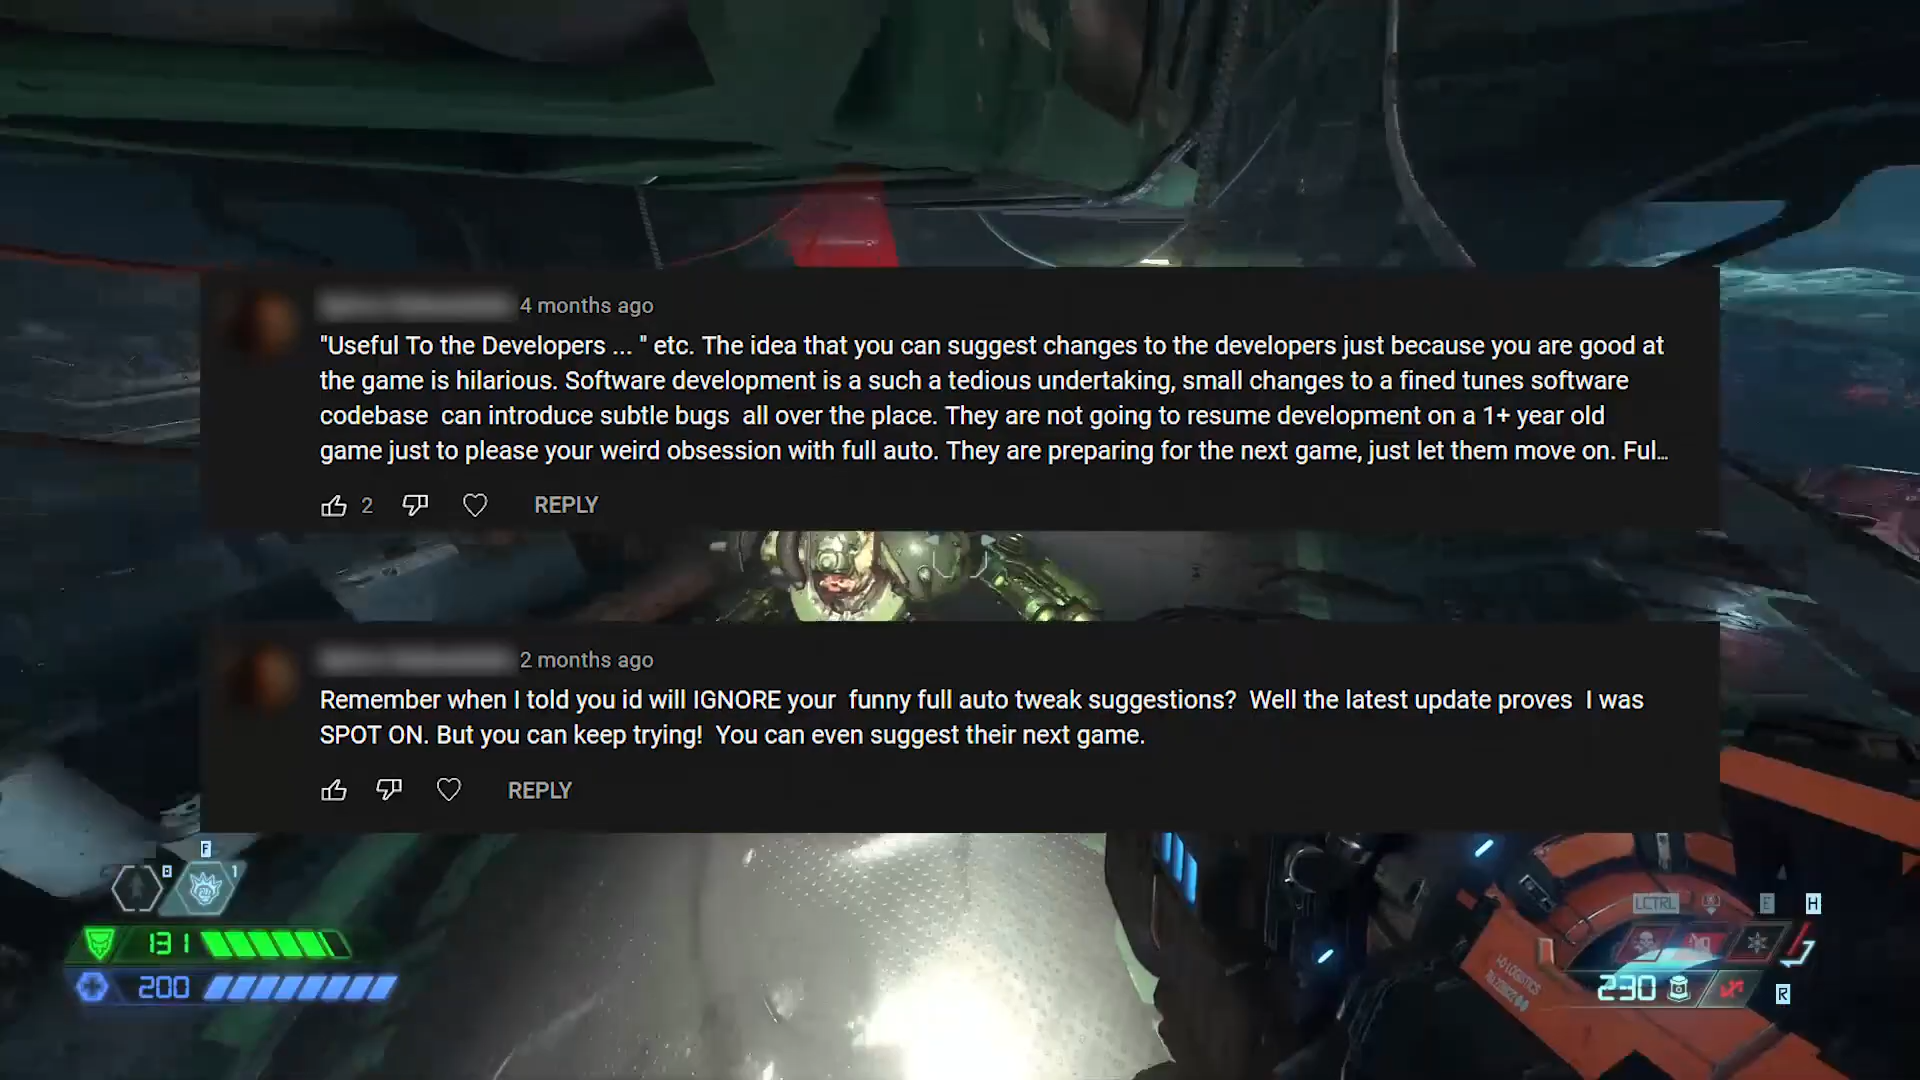 4 months ago
"Useful To the Developers ... " etc. The idea that you can suggest changes to the developers just because you are good at
the game is hilarious. Software development is a such a tedious undertaking, small changes to a fined tunes software
codebase  can introduce subtle bugs  all over the place. They are not going to resume development on a 1+ year old
game just to please your weird obsession with full auto. They are preparing for the next game, just let them move on. Ful...
2 REPLY
2 months ago
Remember when I told you id will IGNORE your  funny full auto tweak suggestions?  Well the latest update proves  I was
SPOT ON. But you can keep trying!  You can even suggest their next game.
REPLY
F
1
131
200
LCTRL E H
7
230 R